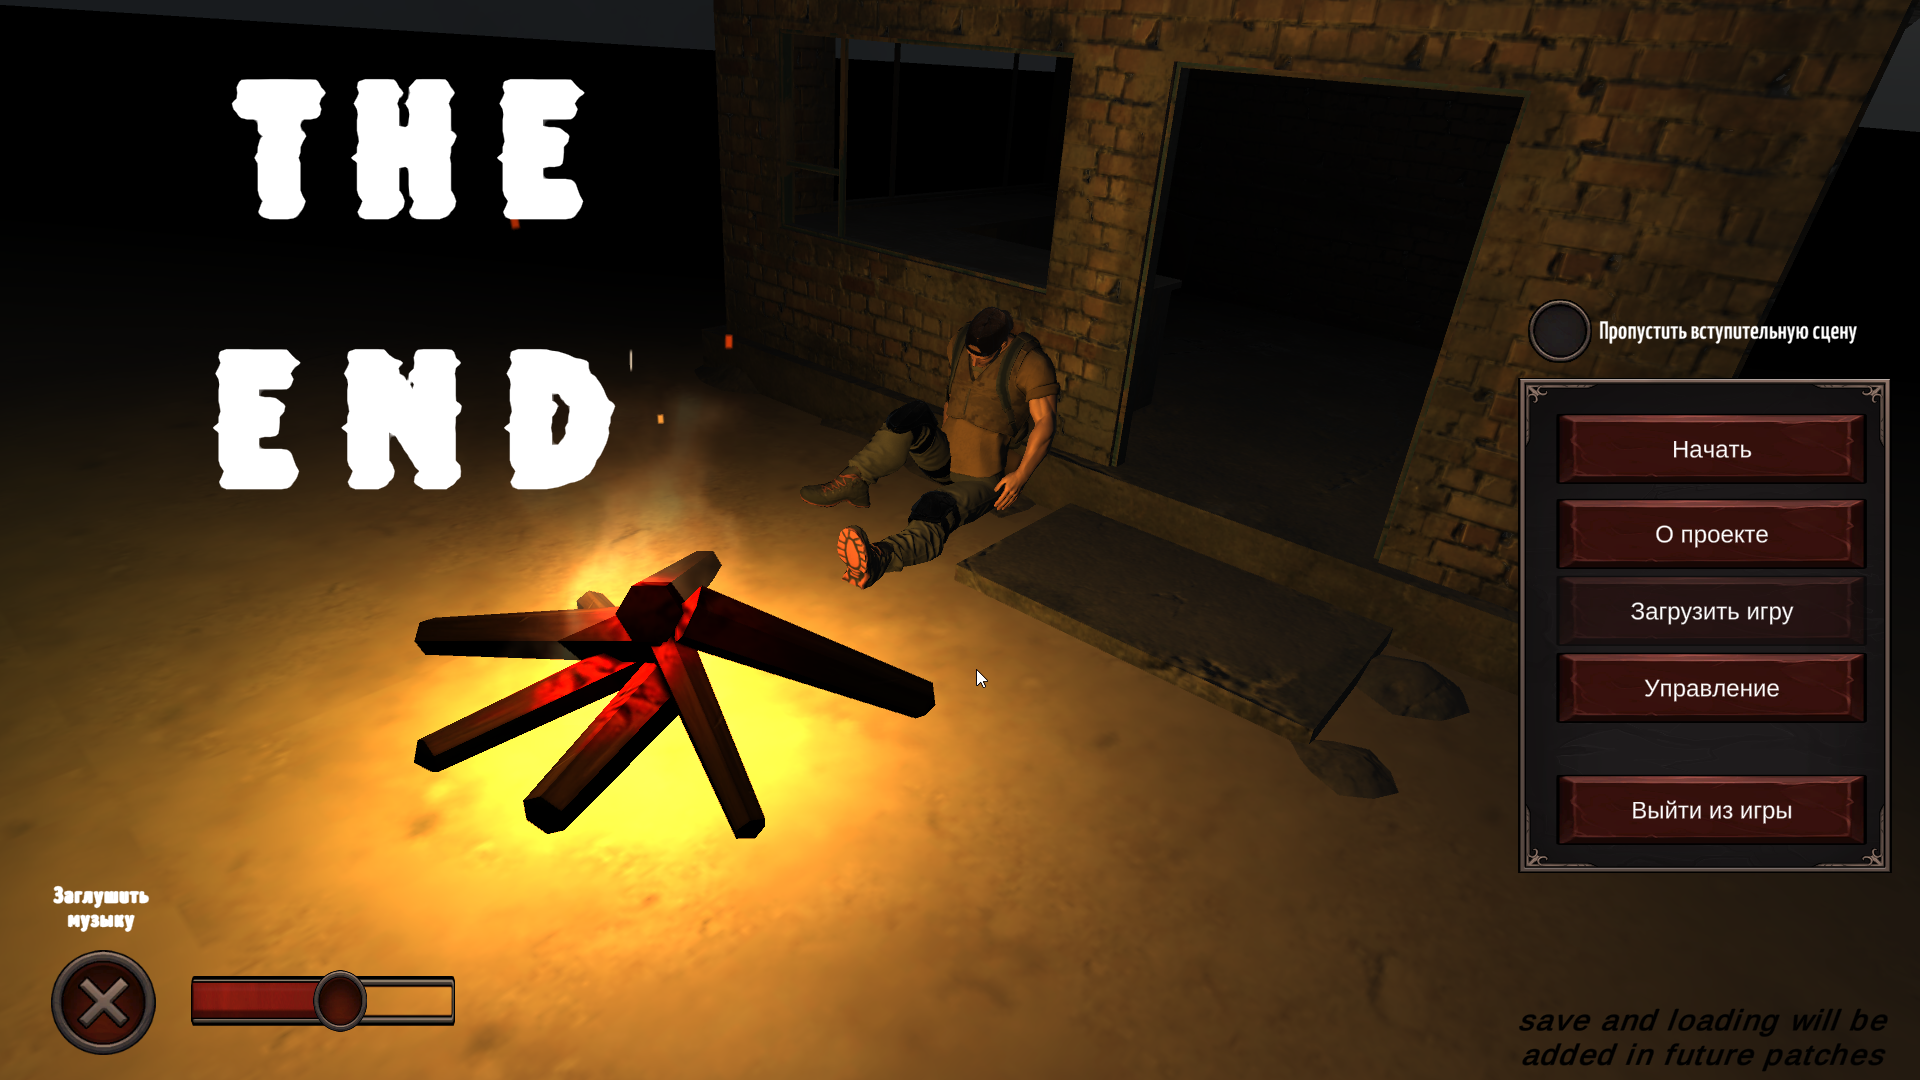 THE
END
Пропустить вступительную сцену
Начать
О проекте
Загрузить игру
Управление
Выйти из игры
Заглушить
музыку
save and loading will be
added in future patches